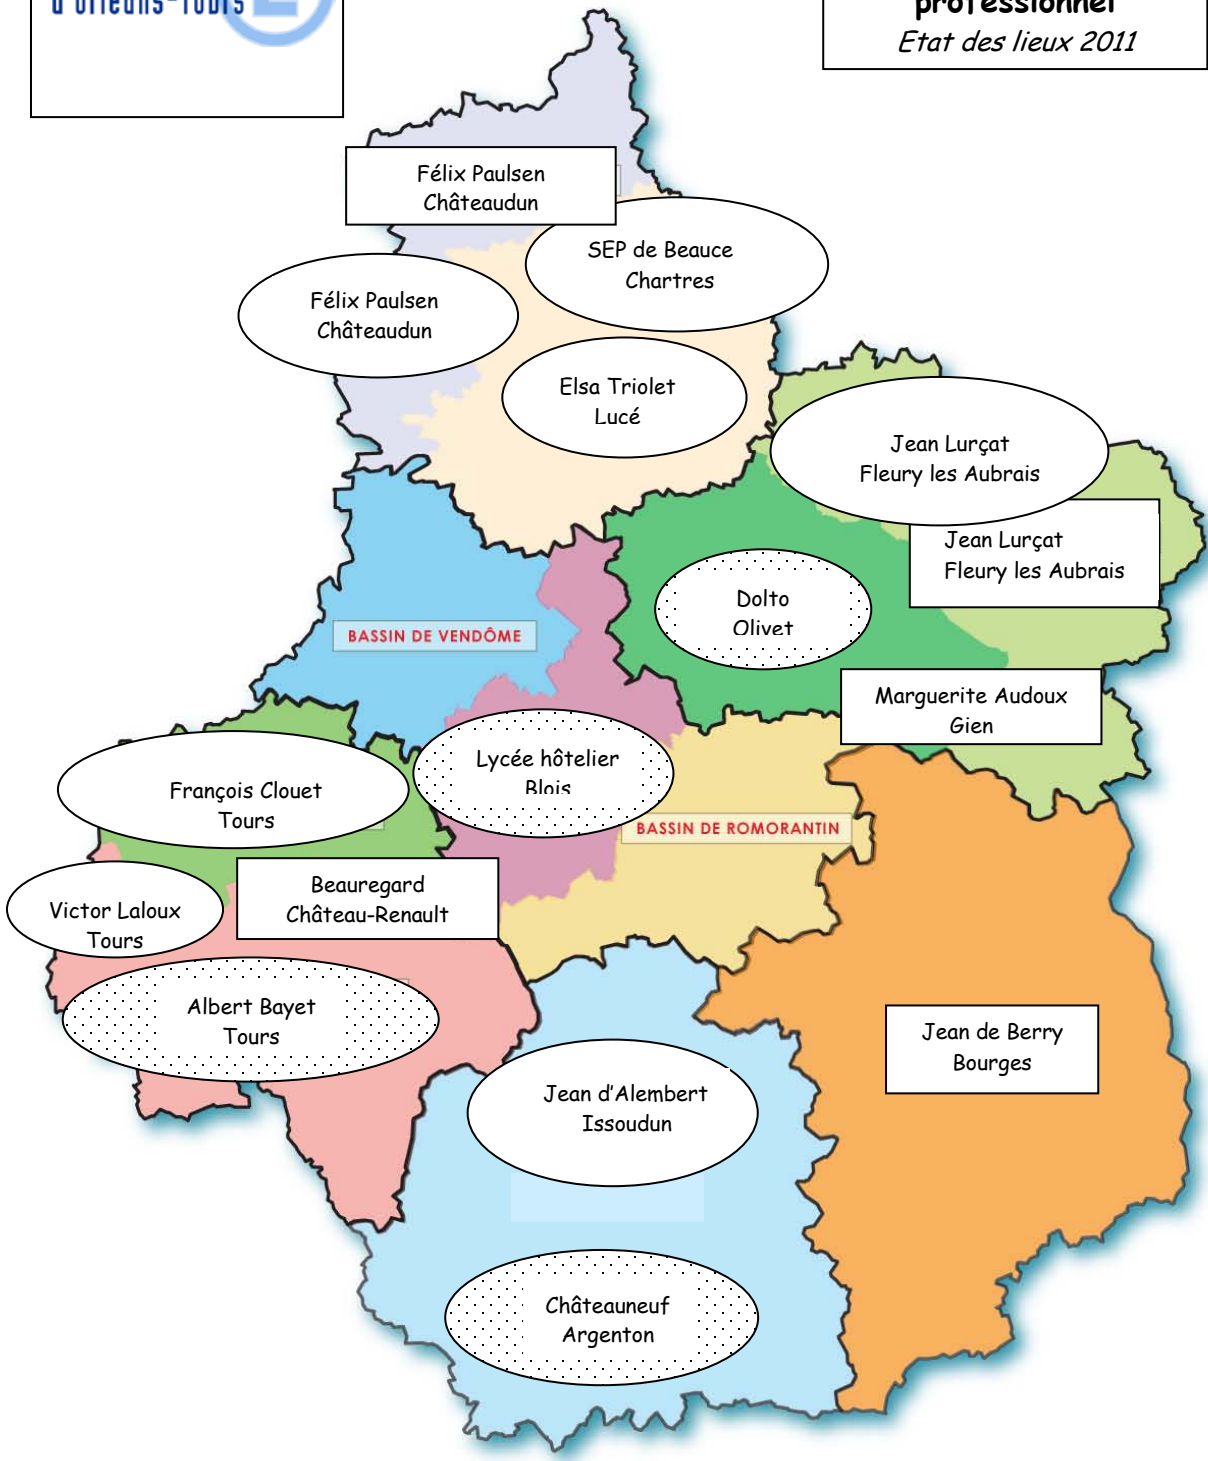 d'Orléans-Tours
professionnel
Etat des lieux 2011
Félix Paulsen
Châteaudun
SEP de Beauce
Chartres
Félix Paulsen
Châteaudun
Elsa Triolet
Lucé
Jean Lurçat
Fleury les Aubrais
Jean Lurçat
Fleury les Aubrais
Dolto
Olivet
BASSIN DE VENDÔME
Marguerite Audoux
Gien
Lycée hôtelier
Blois
François Clouet
Tours
BASSIN DE ROMORANTIN
Beauregard
Château-Renault
Victor Laloux
Tours
Albert Bayet
Tours
Jean de Berry
Bourges
Jean d'Alembert
Issoudun
Châteauneuf
Argenton